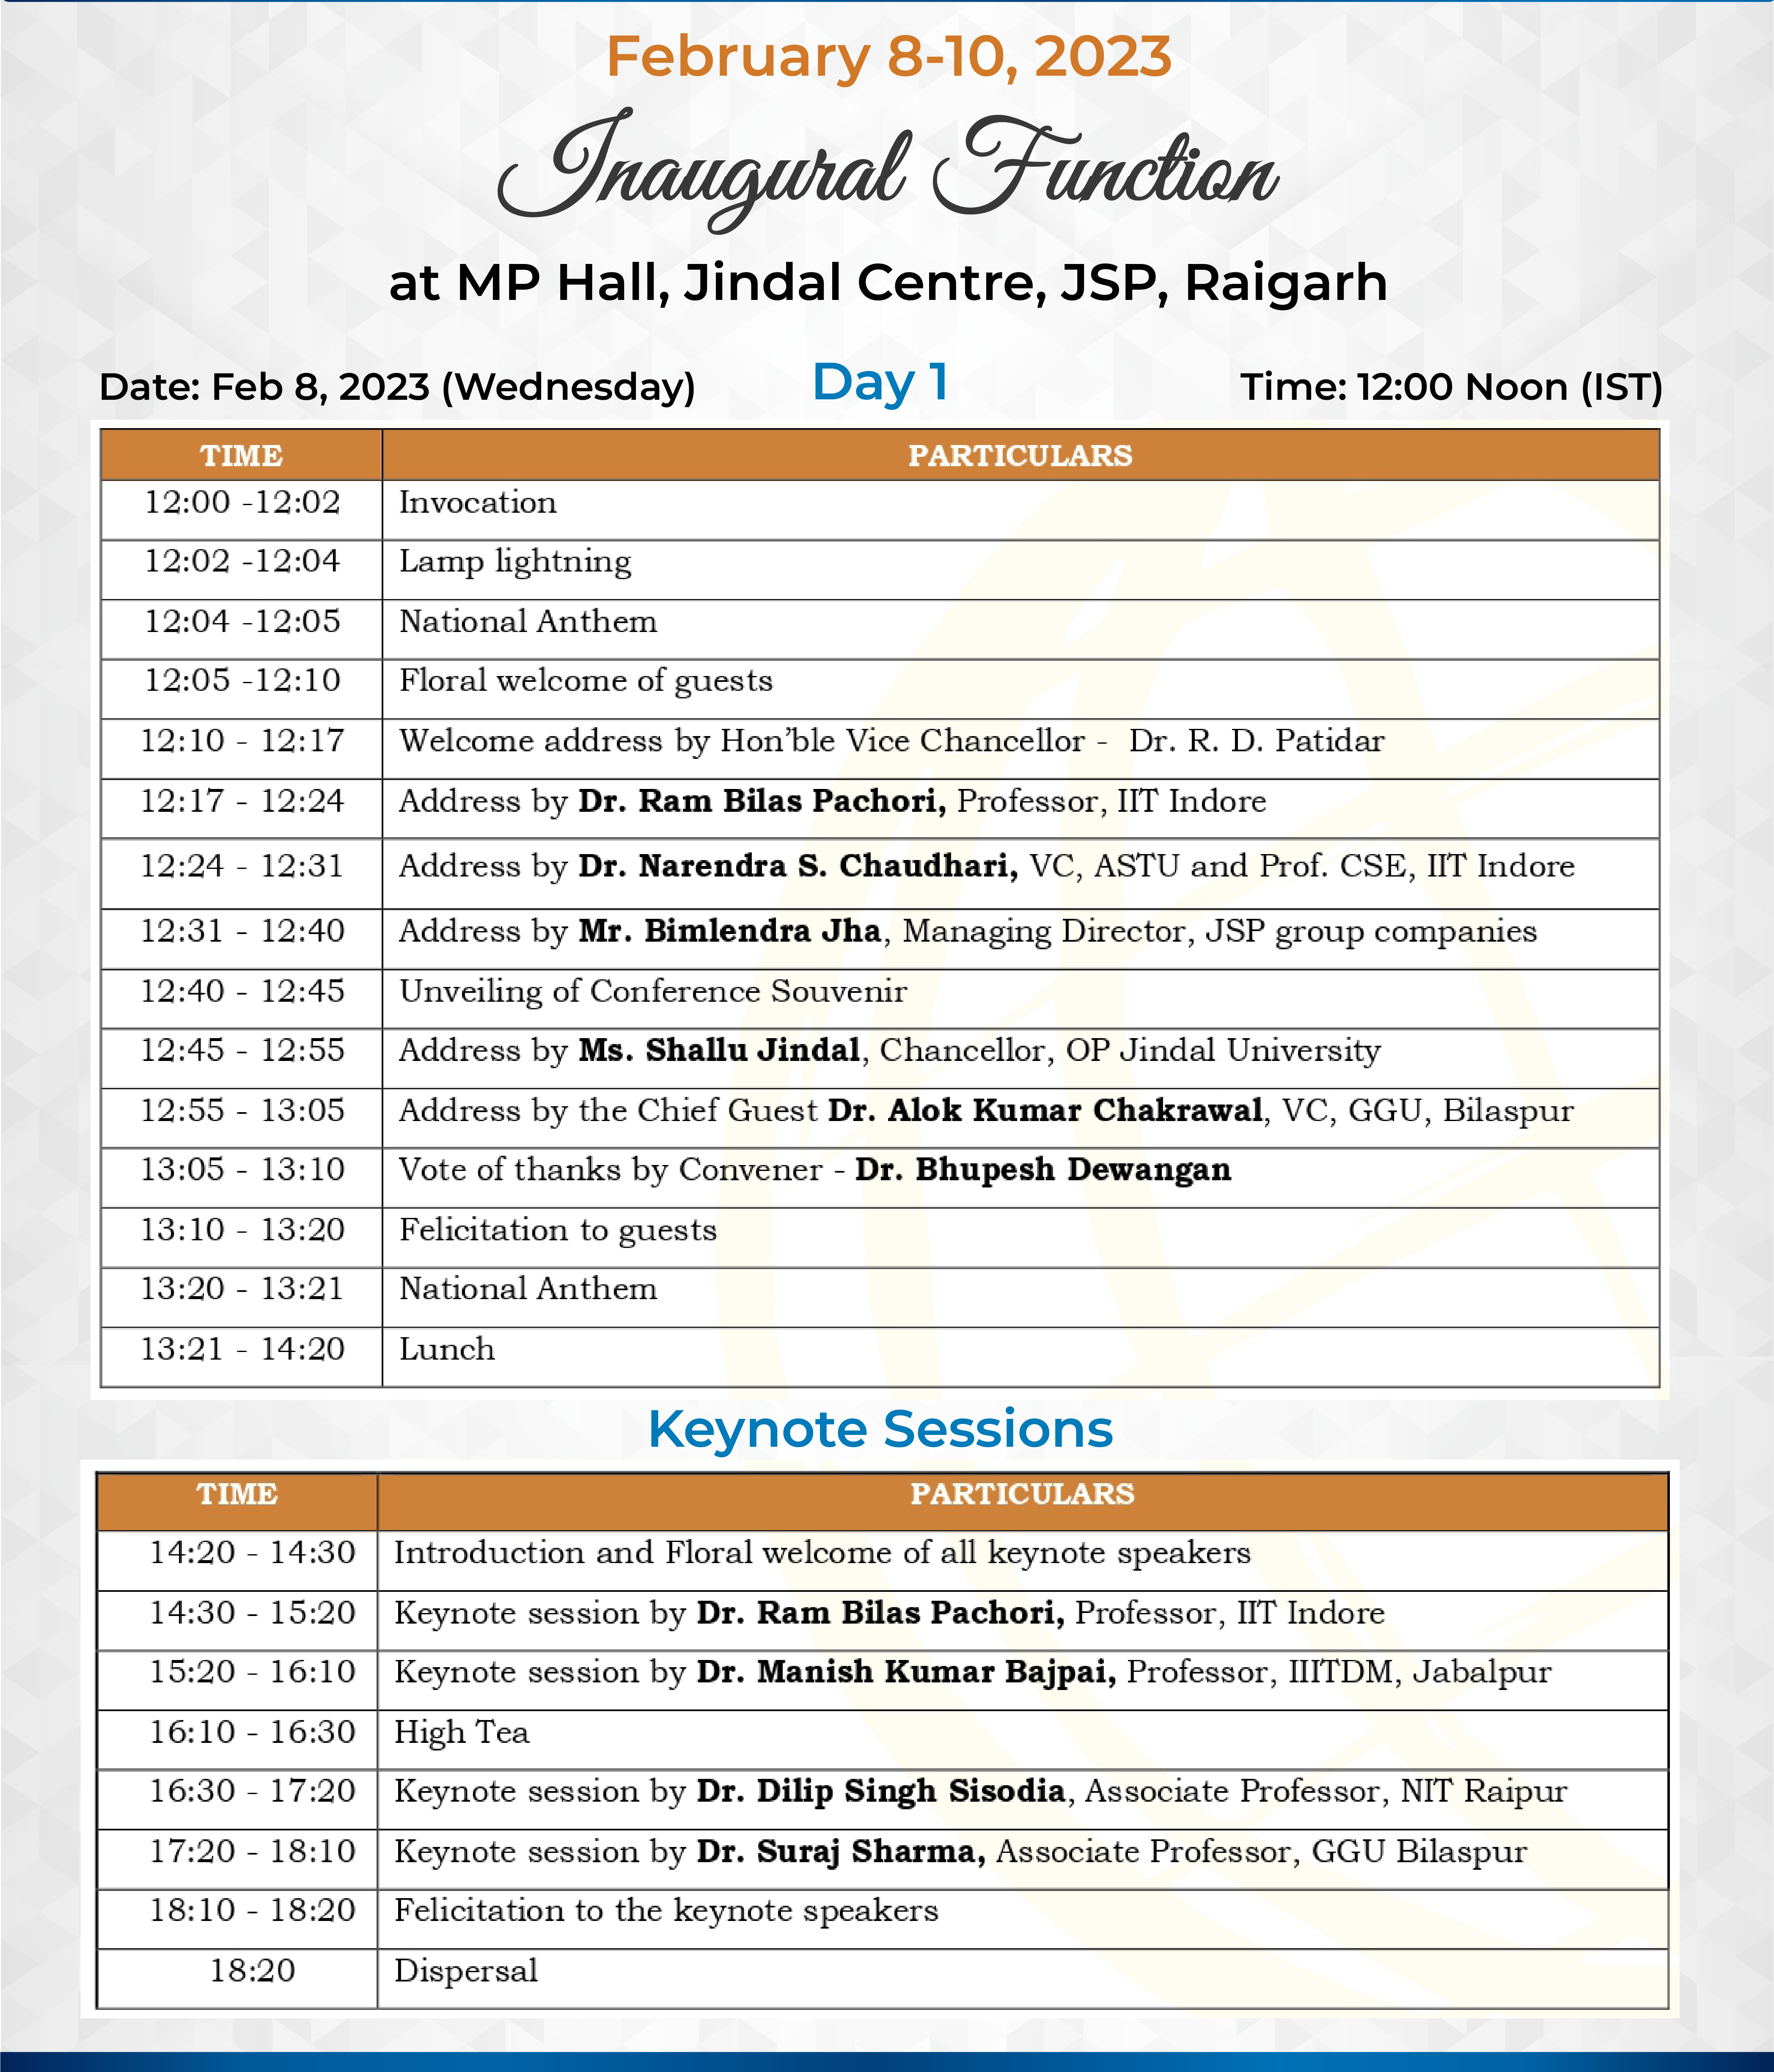 February 8-10, 2023
Inaugural Function
at MP Hall, Jindal Centre, JSP, Raigarh
Date: Feb 8, 2023 (Wednesday) Day 1 Time: 12:00 Noon (IST)
TIME PARTICULARS
12:00 -12:02 Invocation
12:02 -12:04 Lamp lightning
12:04 -12:05 National Anthem
12:05 -12:10 Floral welcome of guests
12:10 - 12:17 Welcome address by Hon’ble Vice Chancellor - Dr. R. D. Patidar
12:17 - 12:24 Address by Dr. Ram Bilas Pachori, Professor, IIT Indore
12:24 - 12:31 Address by Dr. Narendra S. Chaudhari, VC, ASTU and Prof. CSE, IIT Indore
12:31 - 12:40 Address by Mr. Bimlendra Jha, Managing Director, JSP group companies
12:40 - 12:45 Unveiling of Conference Souvenir
12:45 - 12:55 Address by Ms. Shallu Jindal, Chancellor, OP Jindal University
12:55 - 13:05 Address by the Chief Guest Dr. Alok Kumar Chakrawal, VC, GGU, Bilaspur
13:05 - 13:10 Vote of thanks by Convener - Dr. Bhupesh Dewangan
13:10 - 13:20 Felicitation to guests
13:20 - 13:21 National Anthem
13:21 - 14:20 Lunch
Keynote Sessions
TIME PARTICULARS
14:20 - 14:30 Introduction and Floral welcome of all keynote speakers
14:30 - 15:20 Keynote session by Dr. Ram Bilas Pachori, Professor, IIT Indore
15:20 - 16:10 Keynote session by Dr. Manish Kumar Bajpai, Professor, IIITDM, Jabalpur
16:10 - 16:30 High Tea
16:30 - 17:20 Keynote session by Dr. Dilip Singh Sisodia, Associate Professor, NIT Raipur
17:20 - 18:10 Keynote session by Dr. Suraj Sharma, Associate Professor, GGU Bilaspur
18:10 - 18:20 Felicitation to the keynote speakers
18:20 Dispersal